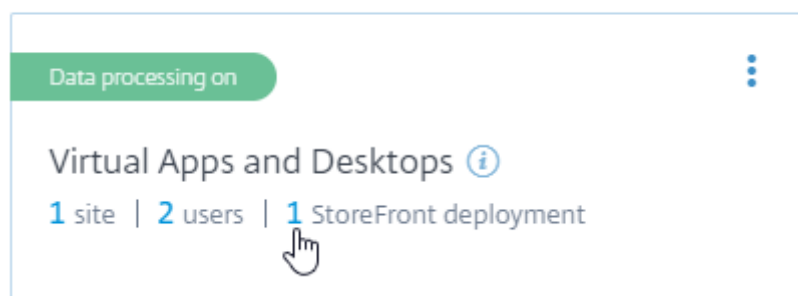 Data processing on
Virtual Apps and Desktops i
1 site | 2 users | 1 StoreFront deployment